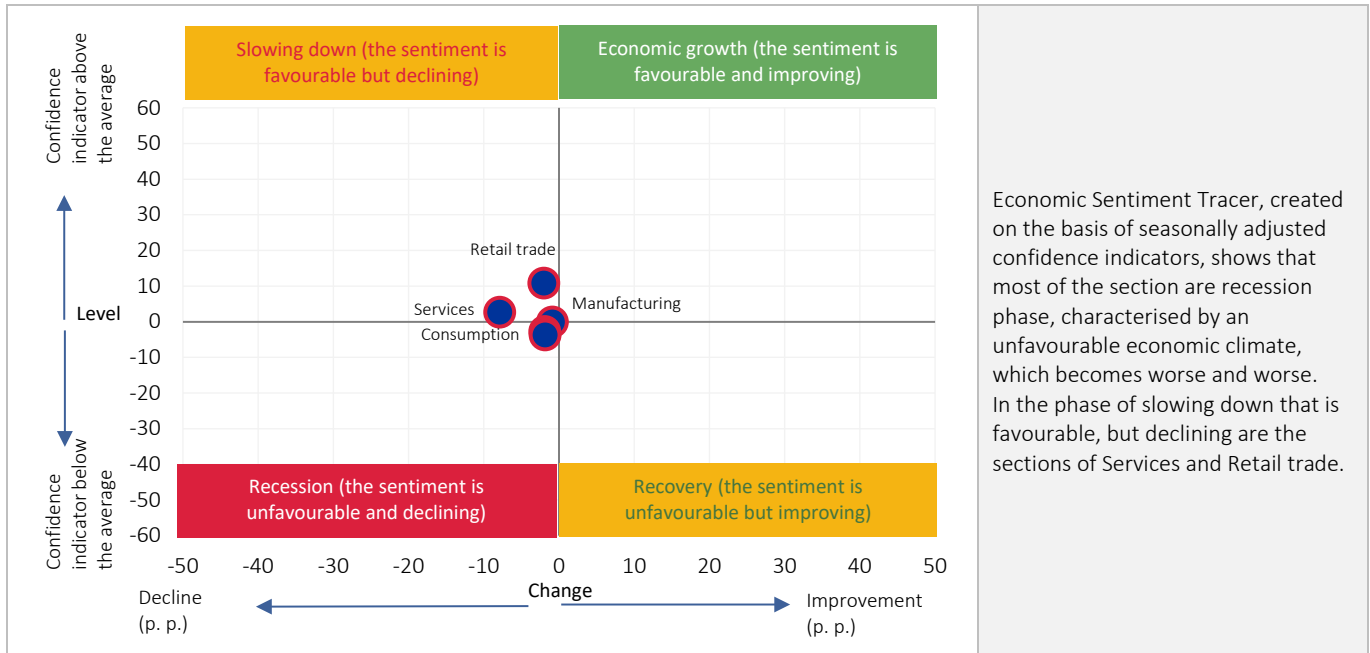 Slowing down (the sentiment is
favourable but declining)
Economic growth (the sentiment is
favourable and improving)
Confidence
indicator above
the average
Level
Confidence
indicator below
the average
60
50
40
30
20
10
0
-10
-20
-30
-40
-50
-60
Retail trade
Services
Manufacturing
Consumption
Recession (the sentiment is
unfavourable and declining)
Recovery (the sentiment is
unfavourable but improving)
-50 -40 -30 -20 -10 0 10 20 30 40 50
Change
Decline
(p. p.)
Improvement
(p. p.)
Economic Sentiment Tracer, created
on the basis of seasonally adjusted
confidence indicators, shows that
most of the section are recession
phase, characterised by an
unfavourable economic climate,
which becomes worse and worse.
In the phase of slowing down that is
favourable, but declining are the
sections of Services and Retail trade.